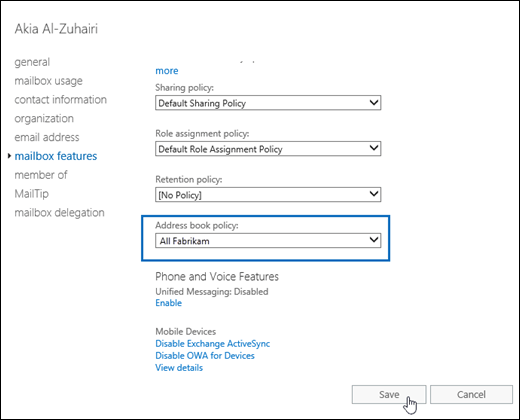 Akia Al-Zuhairi
general
mailbox usage
contact information
organization
email address
mailbox features
member of
MailTip
mailbox delegation
more
Sharing policy:
Default Sharing Policy
Role assignment policy:
Default Role Assignment Policy
Retention policy:
[No Policy]
Address book policy:
All Fabrikam
Phone and Voice Features
Unified Messaging: Disabled
Enable
Mobile Devices
Disable Exchange ActiveSync
Disable OWA for Devices
View details
Save
Cancel